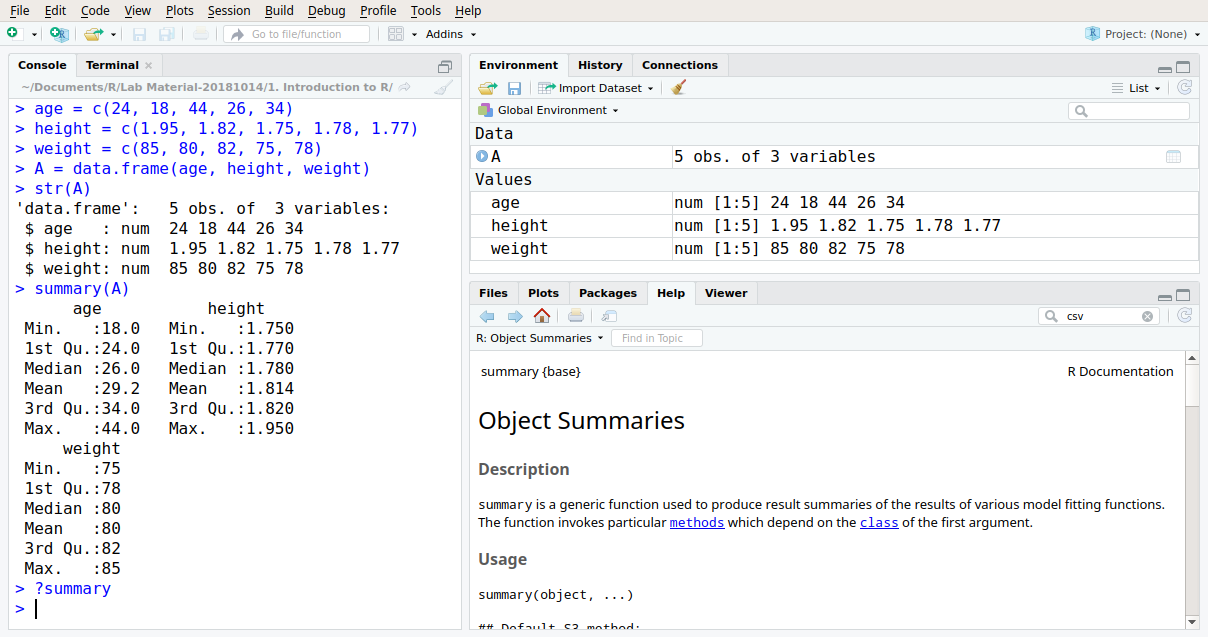 File Edit Code View Plots Session Build Debug Profile Tools Help
Go to file/function Addins Project: (None)
Console Terminal
~/Documents/R/Lab Material-20181014/1. Introduction to R/
> age = c(24, 18, 44, 26, 34)
> height = c(1.95, 1.82, 1.75, 1.78, 1.77)
> weight = c(85, 80, 82, 75, 78)
> A = data.frame(age, height, weight)
> str(A)
'data.frame':   5 obs. of  3 variables:
 $ age   : num  24 18 44 26 34
 $ height: num  1.95 1.82 1.75 1.78 1.77
 $ weight: num  85 80 82 75 78
> summary(A)
      age           height     
 Min.   :18.0   Min.   :1.750  
 1st Qu.:24.0   1st Qu.:1.770  
 Median :26.0   Median :1.780  
 Mean   :29.2   Mean   :1.814  
 3rd Qu.:34.0   3rd Qu.:1.820  
 Max.   :44.0   Max.   :1.950  
     weight  
 Min.   :75  
 1st Qu.:78  
 Median :80  
 Mean   :80  
 3rd Qu.:82  
 Max.   :85  
> ?summary
>
Environment History Connections
Import Dataset List
Global Environment
Data
A 5 obs. of 3 variables
Values
age num [1:5] 24 18 44 26 34
height num [1:5] 1.95 1.82 1.75 1.78 1.77
weight num [1:5] 85 80 82 75 78
Files Plots Packages Help Viewer
csv
R: Object Summaries Find in Topic
summary {base} R Documentation
Object Summaries
Description
summary is a generic function used to produce result summaries of the results of various model fitting functions.
The function invokes particular methods which depend on the class of the first argument.
Usage
summary(object, ...)
## Default S3 method: